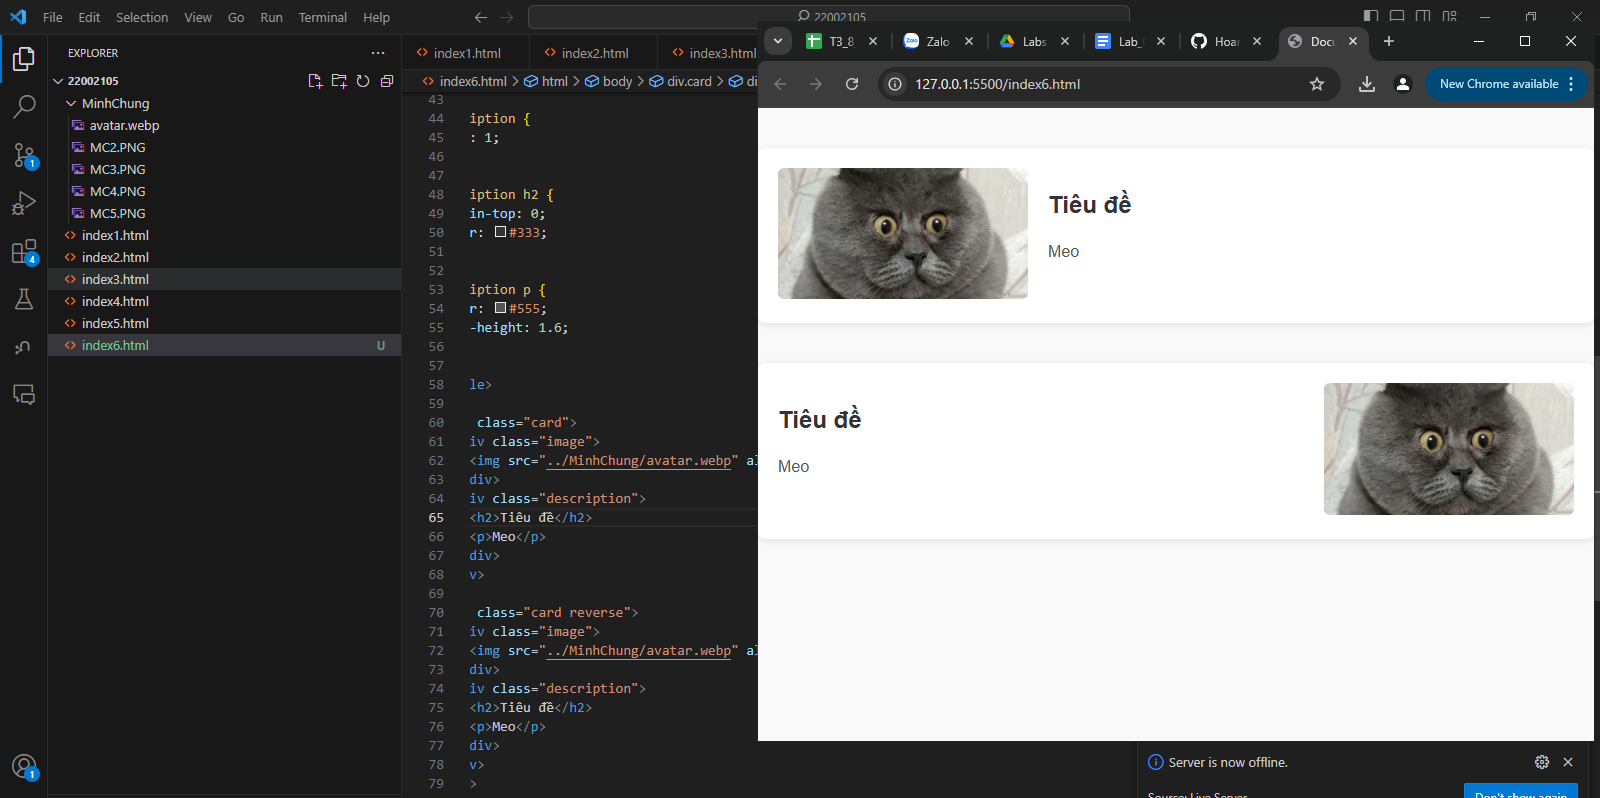 File Edit Selection View Go Run Terminal Help
22002105
EXPLORER
22002105
MinhChung
avatar.webp
MC2.PNG
MC3.PNG
MC4.PNG
MC5.PNG
index1.html
index2.html
index3.html
index4.html
index5.html
index6.html U
1
4
1
index1.html index2.html index3.html
index6.html > html > body > div.card >
43
44 iption {
45 : 1;
46
47
48 iption h2 {
49 in-top: 0;
50 r: #333;
51
52
53 iption p {
54 r: #555;
55 -height: 1.6;
56
57
58 le>
59
60 class="card">
61 iv class="image">
62 <img src="../MinhChung/avatar.webp" al
63 div>
64 iv class="description">
65 <h2>Tiêu đề</h2>
66 <p>Meo</p>
67 div>
68 v>
69
70 class="card reverse">
71 iv class="image">
72 <img src="../MinhChung/avatar.webp" al
73 div>
74 iv class="description">
75 <h2>Tiêu đề</h2>
76 <p>Meo</p>
77 div>
78 v>
79 >
T3_8 Zalo Labs Lab_ Hoar Docu
127.0.0.1:5500/index6.html
New Chrome available
Tiêu đề
Meo
Tiêu đề
Meo
Server is now offline.
Source: Live Server
Don't show again